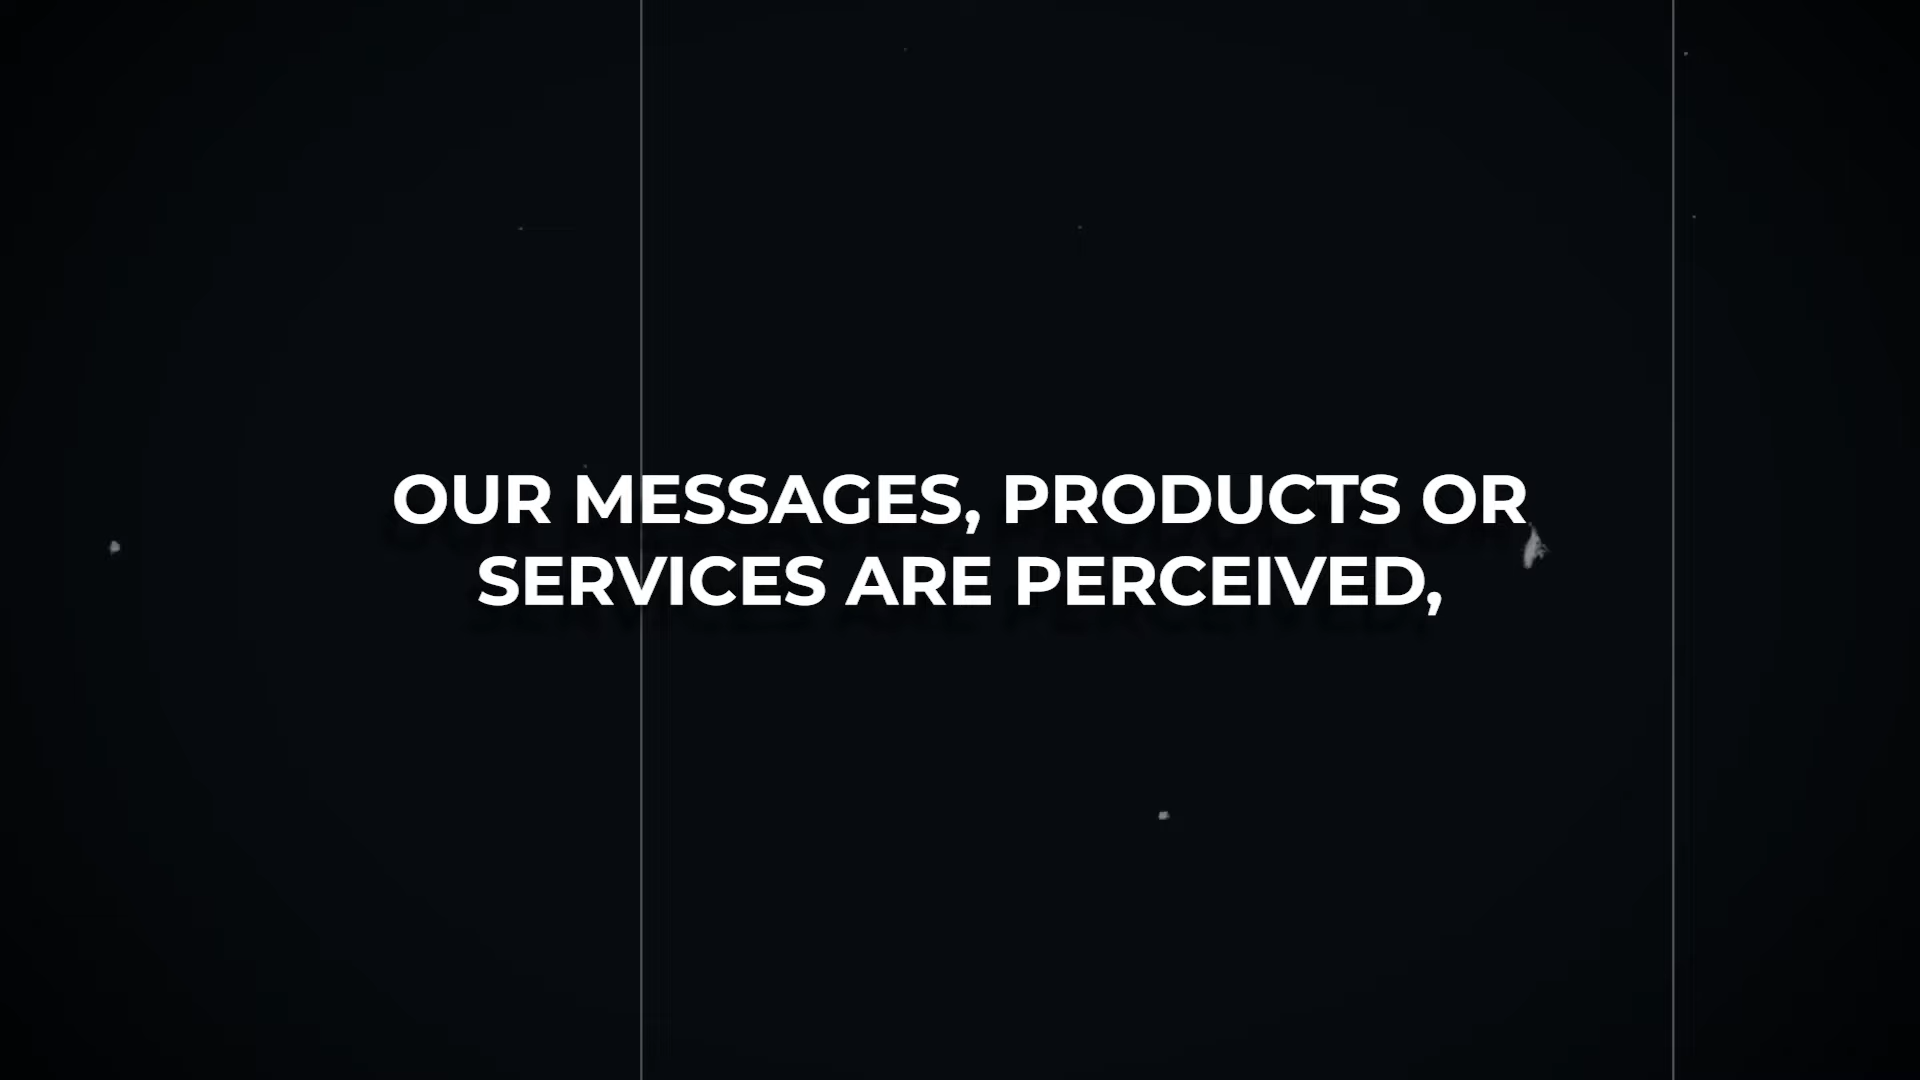 OUR MESSAGES, PRODUCTS OR
SERVICES ARE PERCEIVED,